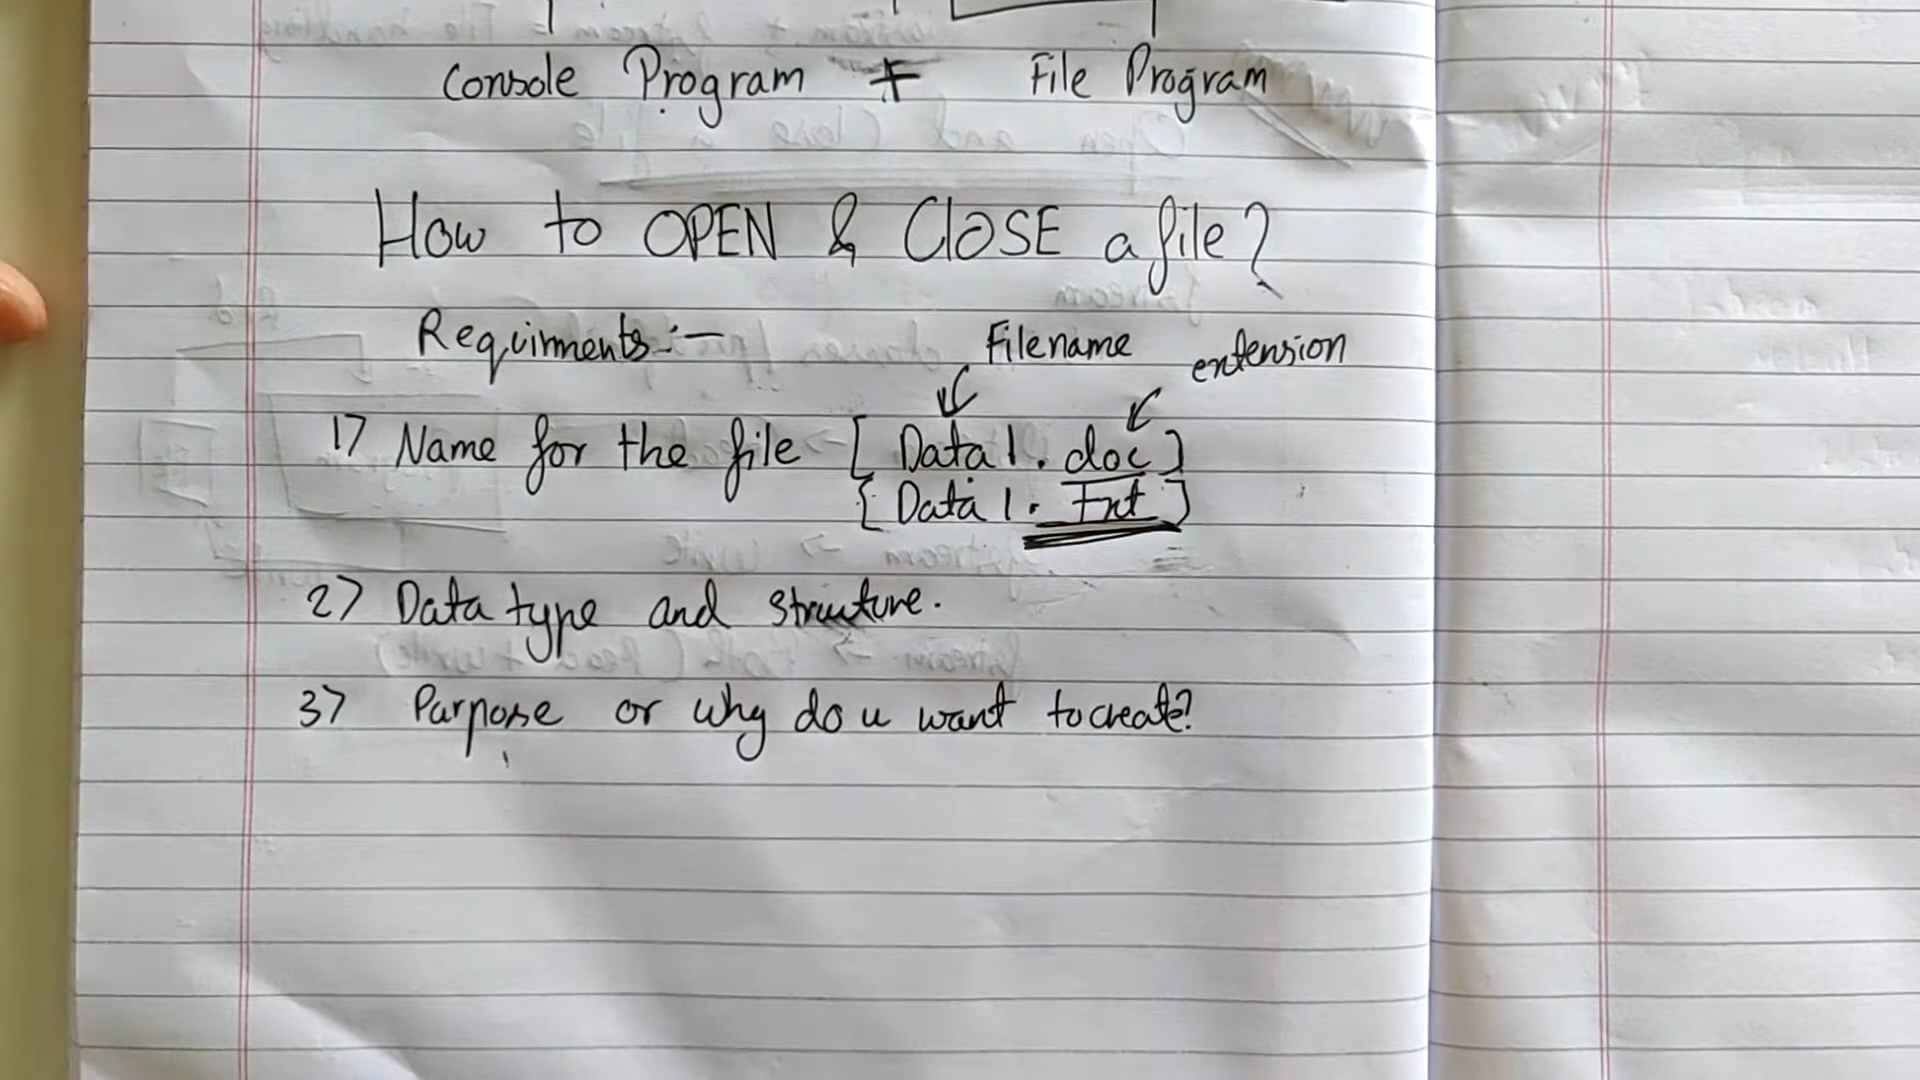 Console Program + File Program
How to OPEN & ClOSE a file?
Requirments :-
Filename extension
1) Name for the file [Data1.doc]
[Data1.txt]
2) Data type and structure.
3) Purpose or why do u want to create?